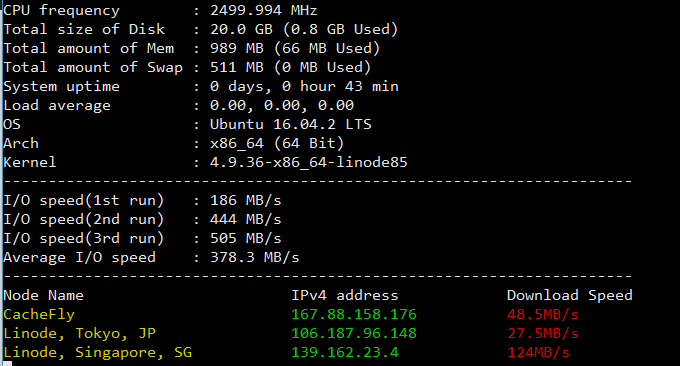 CPU frequency : 2499.994 MHz
Total size of Disk : 20.0 GB (0.8 GB Used)
Total amount of Mem : 989 MB (66 MB Used)
Total amount of Swap : 511 MB (0 MB Used)
System uptime : 0 days, 0 hour 43 min
Load average : 0.00, 0.00, 0.00
OS : Ubuntu 16.04.2 LTS
Arch : x86_64 (64 Bit)
Kernel : 4.9.36-x86_64-linode85
----------------------------------------------------------------------
I/O speed(1st run) : 186 MB/s
I/O speed(2nd run) : 444 MB/s
I/O speed(3rd run) : 505 MB/s
Average I/O speed : 378.3 MB/s
----------------------------------------------------------------------
Node Name IPv4 address Download Speed
CacheFly 167.88.158.176 48.5MB/s
Linode, Tokyo, JP 106.187.96.148 27.5MB/s
Linode, Singapore, SG 139.162.23.4 124MB/s